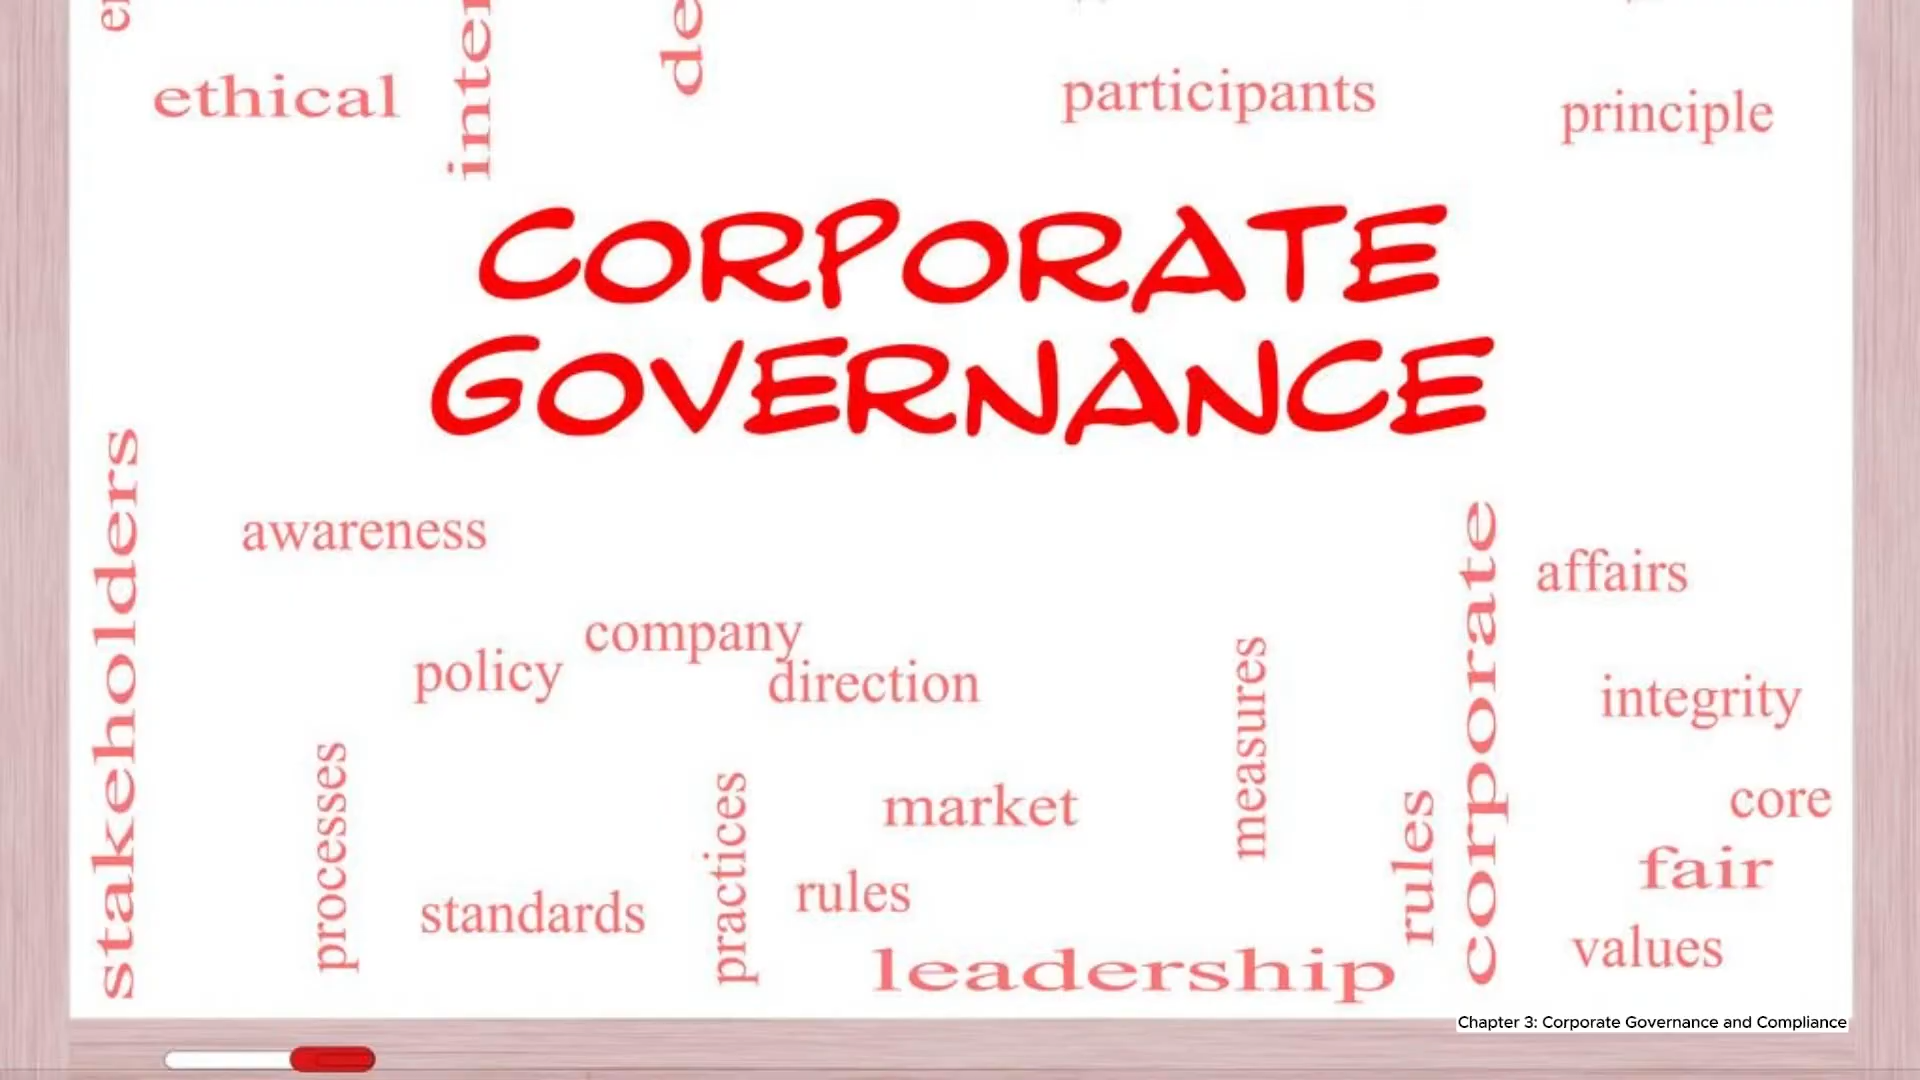 ethical
participants
principle
CORPORATE
GOVERNANCE
stakeholders
awareness
corporate
affairs
company
policy
direction
measures
integrity
processes
practices
market
rules
core
fair
standards
rules
values
leadership
Chapter 3: Corporate Governance and Compliance